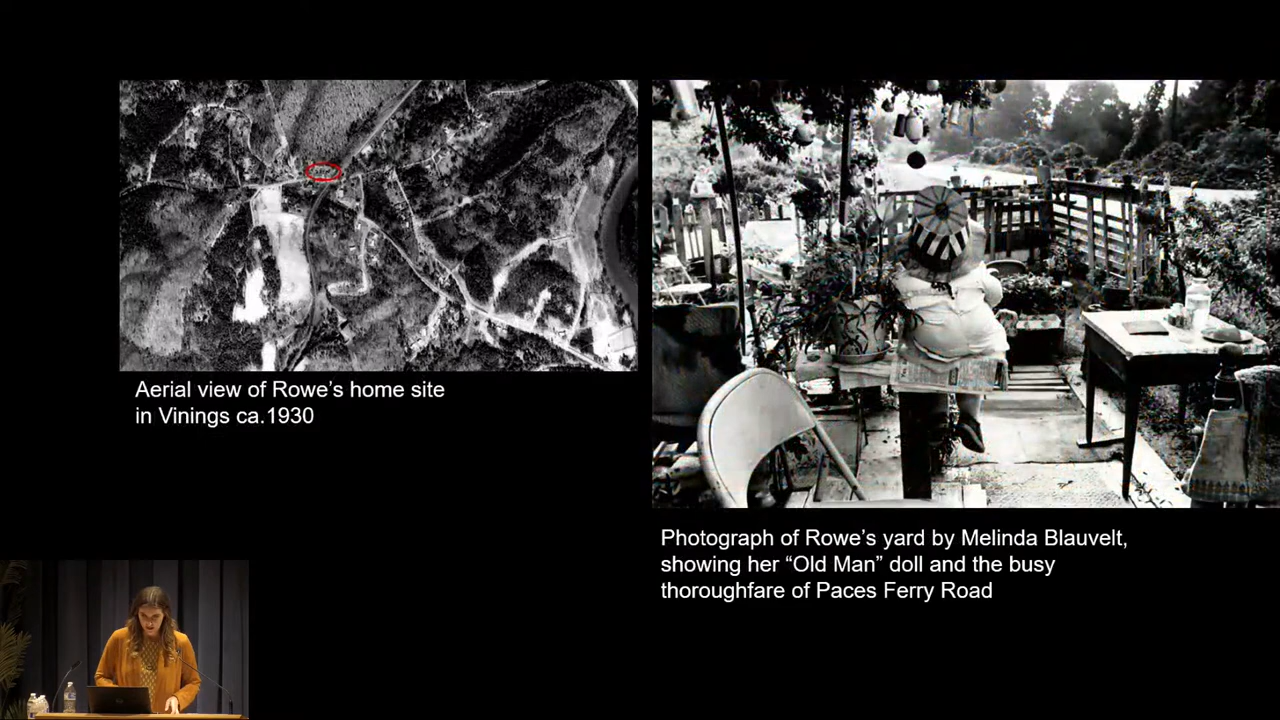 Aerial view of Rowe’s home site
in Vinings ca.1930
Photograph of Rowe’s yard by Melinda Blauvelt,
showing her “Old Man” doll and the busy
thoroughfare of Paces Ferry Road